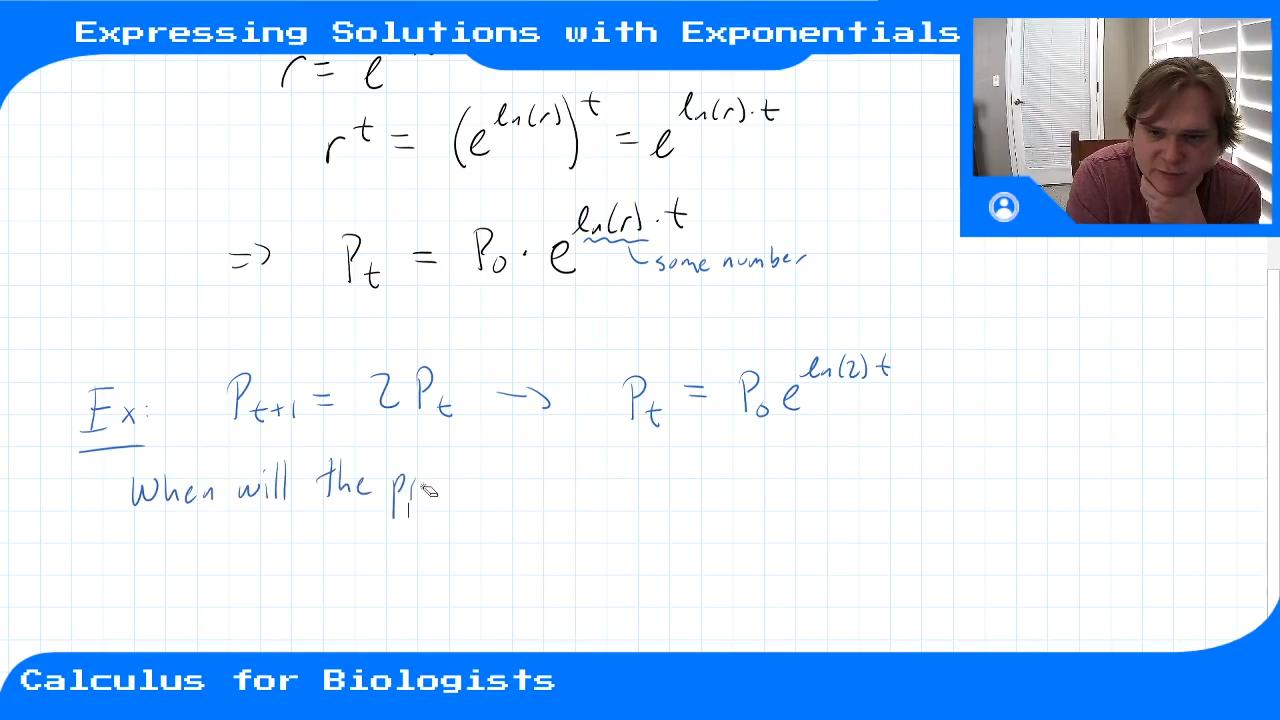 Expressing Solutions with Exponentials
r = e
r^t = (e^{ln(r)})^t = e^{ln(r)·t}
=> P_t = P_0 · e^{ln(r)·t}
some number
Ex: P_{t+1} = 2P_t → P_t = P_0 e^{ln(2)t}
When will the
Calculus for Biologists